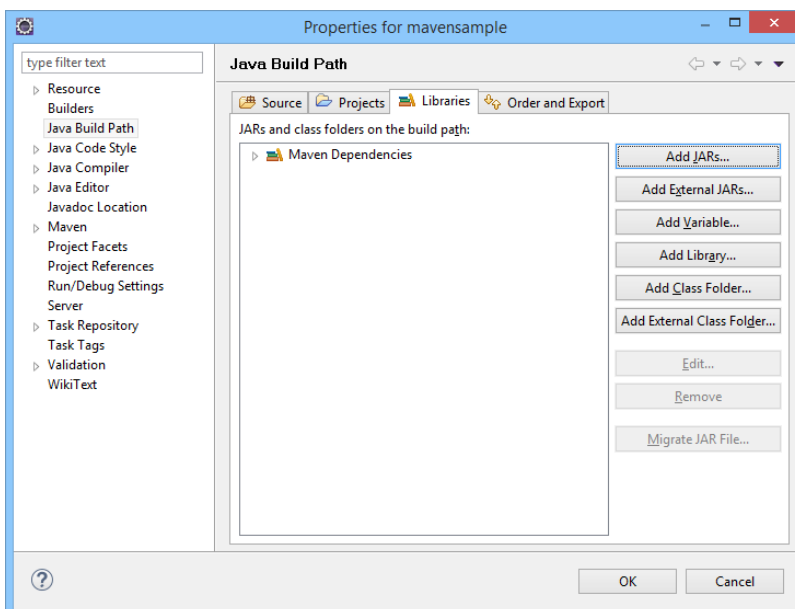 Properties for mavensample
type filter text
Java Build Path
Resource
Builders
Java Build Path
Java Code Style
Java Compiler
Java Editor
Javadoc Location
Maven
Project Facets
Project References
Run/Debug Settings
Server
Task Repository
Task Tags
Validation
WikiText
Source Projects Libraries Order and Export
JARs and class folders on the build path:
Maven Dependencies
Add JARs...
Add External JARs...
Add Variable...
Add Library...
Add Class Folder...
Add External Class Folder...
Edit...
Remove
Migrate JAR File...
OK Cancel